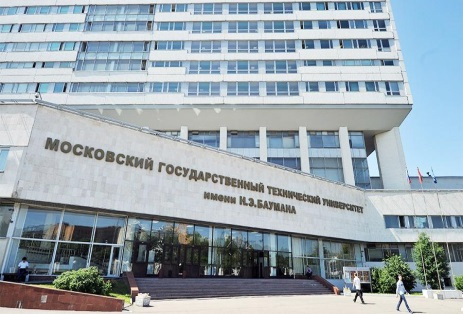 МОСКОВСКИЙ ГОСУДАРСТВЕННЫЙ ТЕХНИЧЕСКИЙ УНИВЕРСИТЕТ
ИМЕНИ Н.Э.БАУМАНА